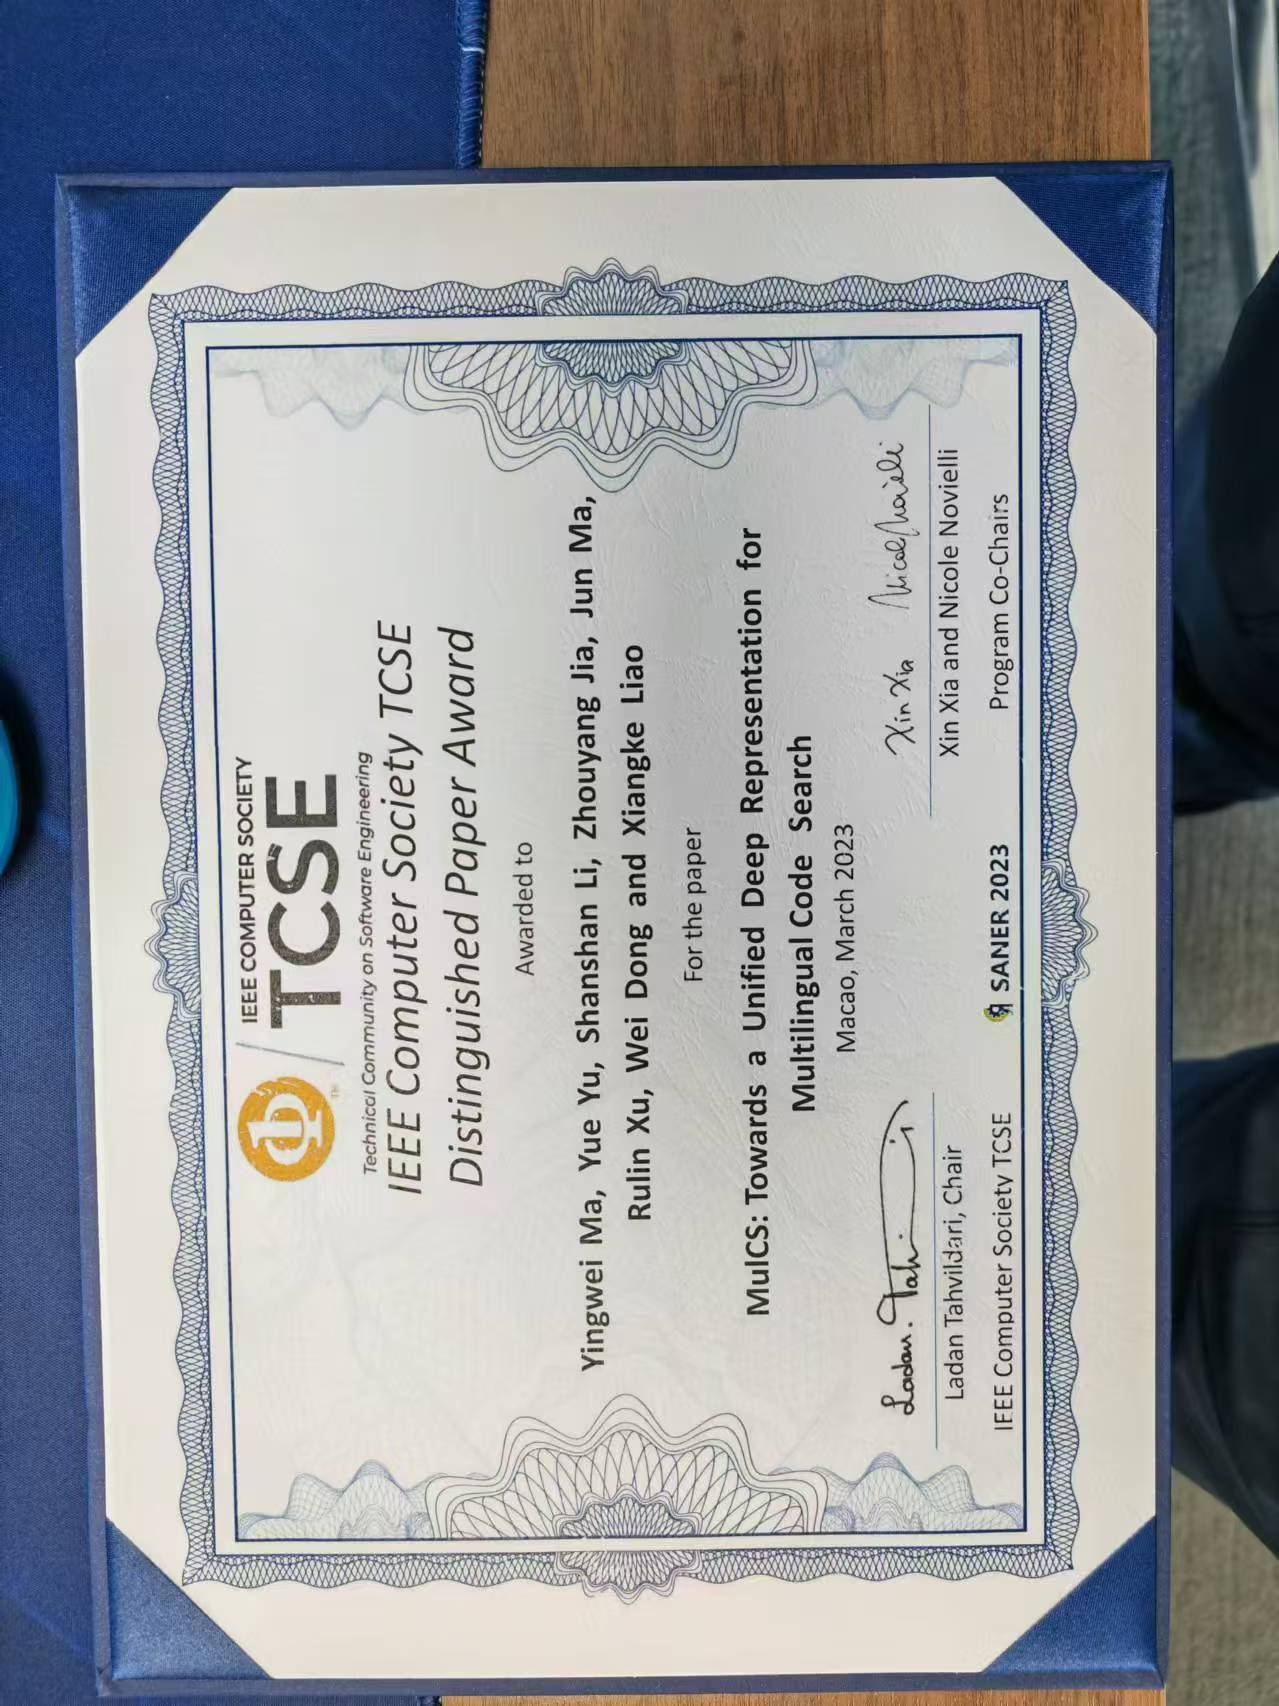 IEEE COMPUTER SOCIETY
TCSE
Technical Community on Software Engineering
IEEE Computer Society TCSE
Distinguished Paper Award
Awarded to
Yingwei Ma, Yue Yu, Shanshan Li, Zhouyang Jia, Jun Ma,
Rulin Xu, Wei Dong and Xiangke Liao
For the paper
MulCS: Towards a Unified Deep Representation for
Multilingual Code Search
Macao, March 2023
Ladan. Tahvildari
Xin Xia Nicole Novielli
Ladan Tahvildari, Chair
IEEE Computer Society TCSE
SANER 2023
Xin Xia and Nicole Novielli
Program Co-Chairs